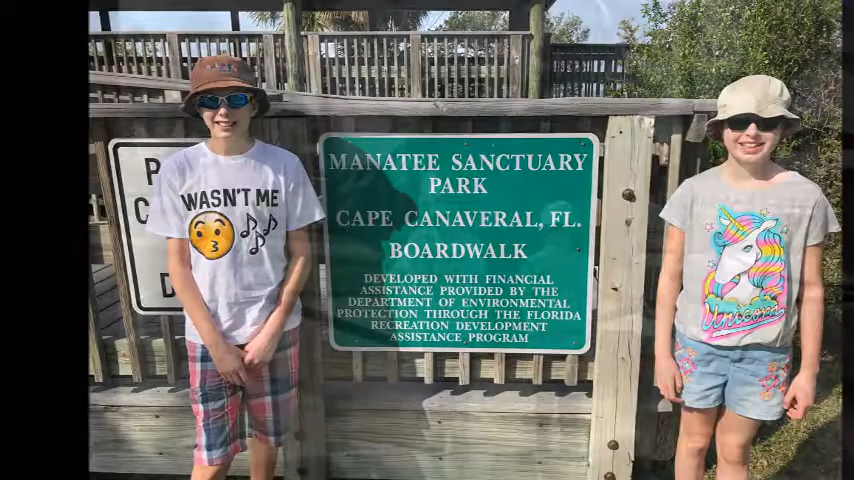 MANATEE SANCTUARY
PARK
CAPE CANAVERAL, FL.
BOARDWALK
DEVELOPED WITH FINANCIAL
ASSISTANCE PROVIDED BY THE
DEPARTMENT OF ENVIRONMENTAL
PROTECTION THROUGH THE FLORIDA
RECREATION DEVELOPMENT
ASSISTANCE PROGRAM
WASN'T ME
Unicorn